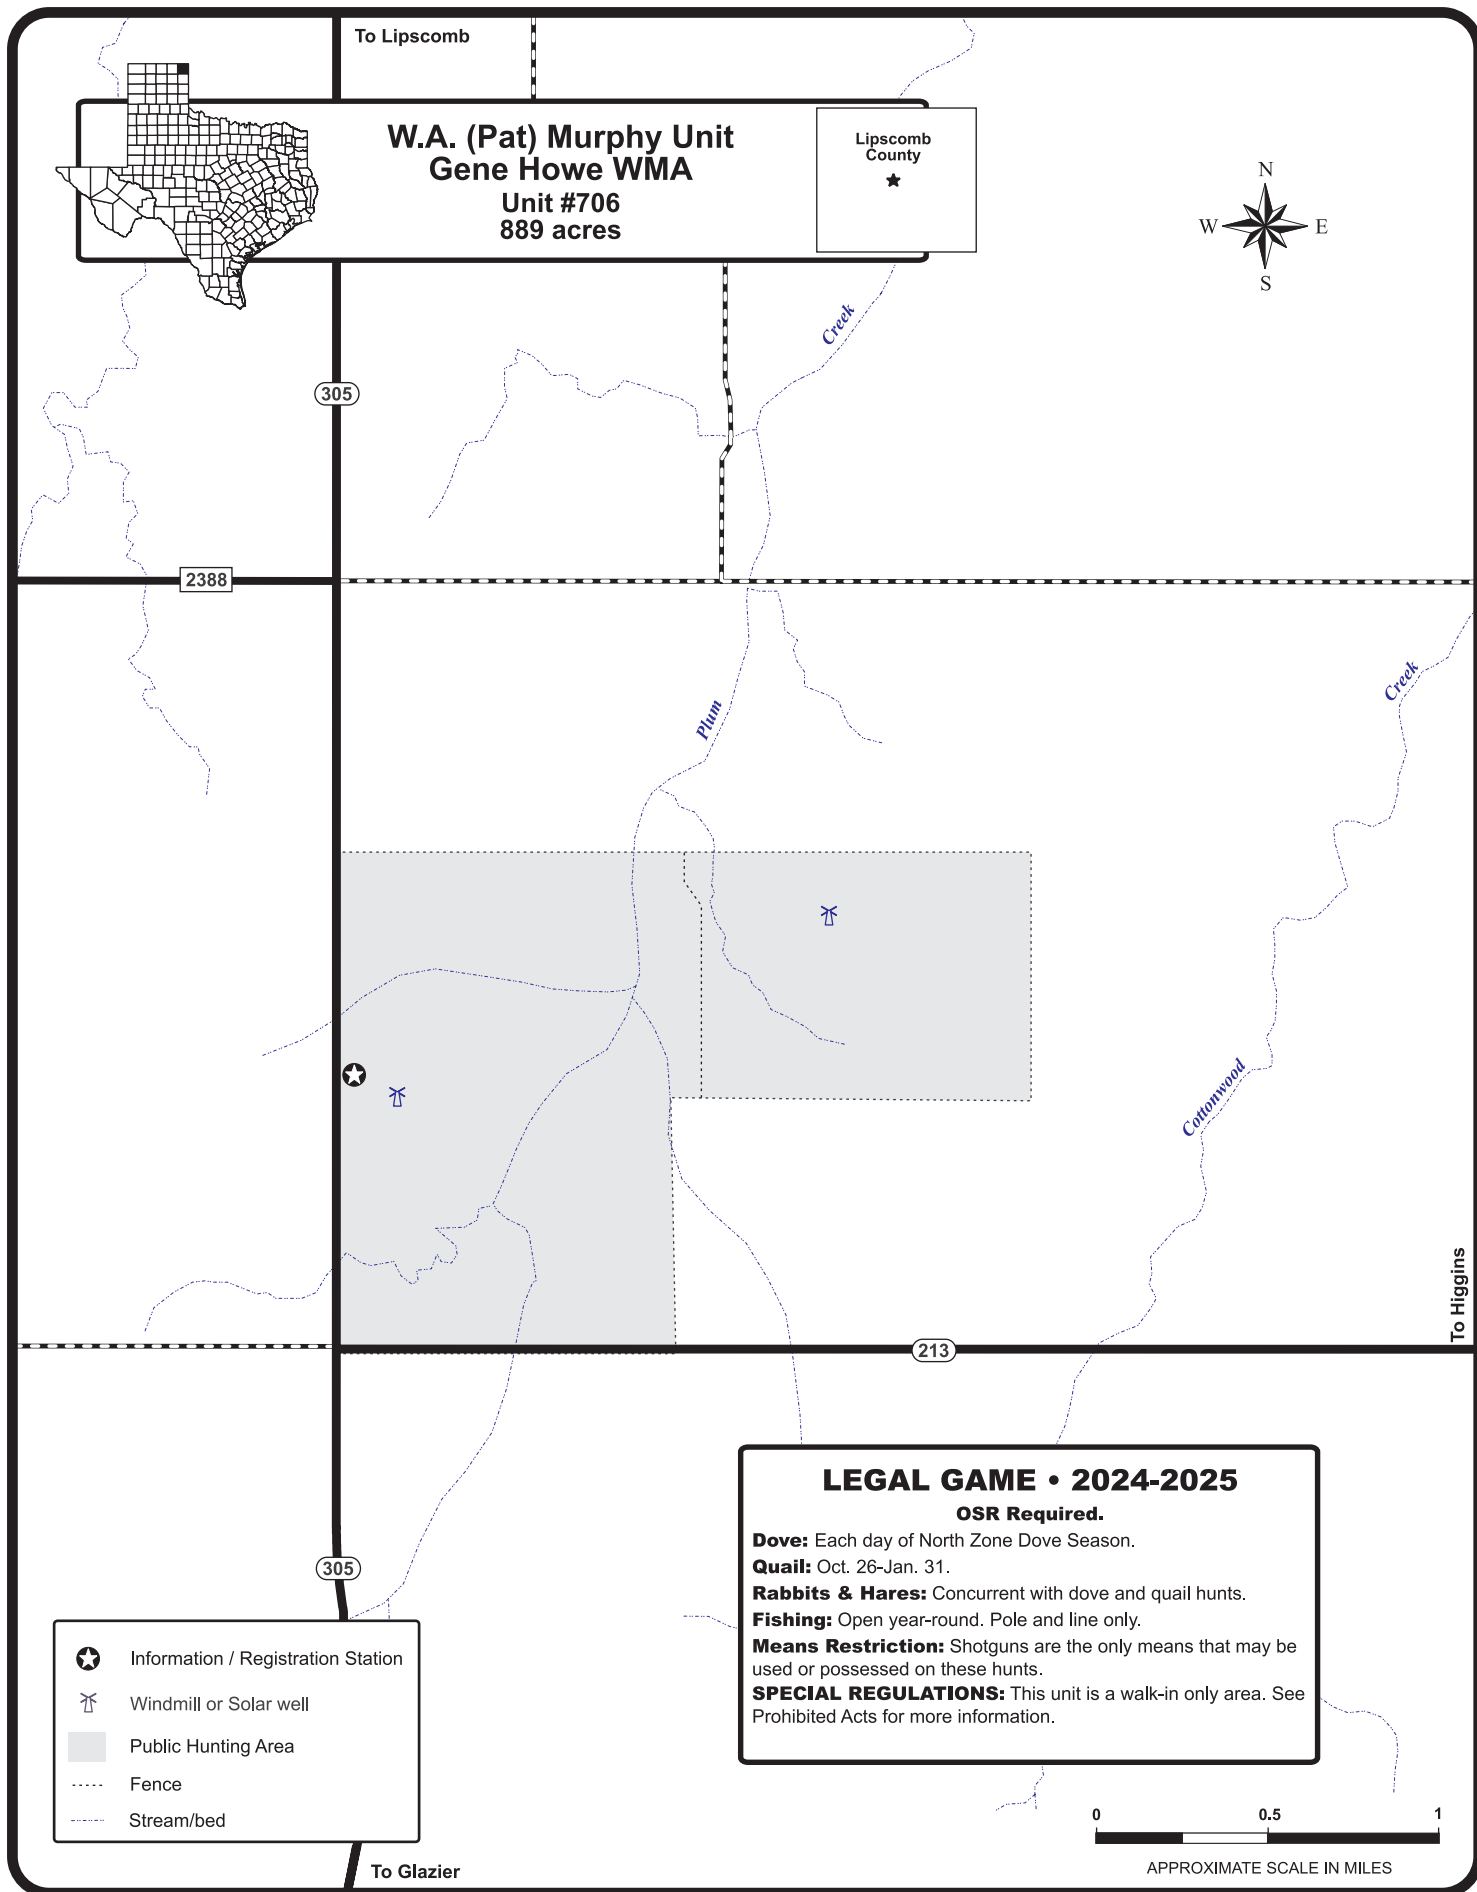 To Lipscomb
W.A. (Pat) Murphy Unit
Gene Howe WMA
Unit #706
889 acres
Lipscomb
County
N
W
E
S
Creek
305
2388
Creek
Plum
Cottonwood
To Higgins
213
LEGAL GAME • 2024-2025
OSR Required.
Dove: Each day of North Zone Dove Season.
Quail: Oct. 26-Jan. 31.
Rabbits & Hares: Concurrent with dove and quail hunts.
Fishing: Open year-round. Pole and line only.
Means Restriction: Shotguns are the only means that may be
used or possessed on these hunts.
SPECIAL REGULATIONS: This unit is a walk-in only area. See
Prohibited Acts for more information.
305
Information / Registration Station
Windmill or Solar well
Public Hunting Area
Fence
Stream/bed
To Glazier
0 0.5 1
APPROXIMATE SCALE IN MILES